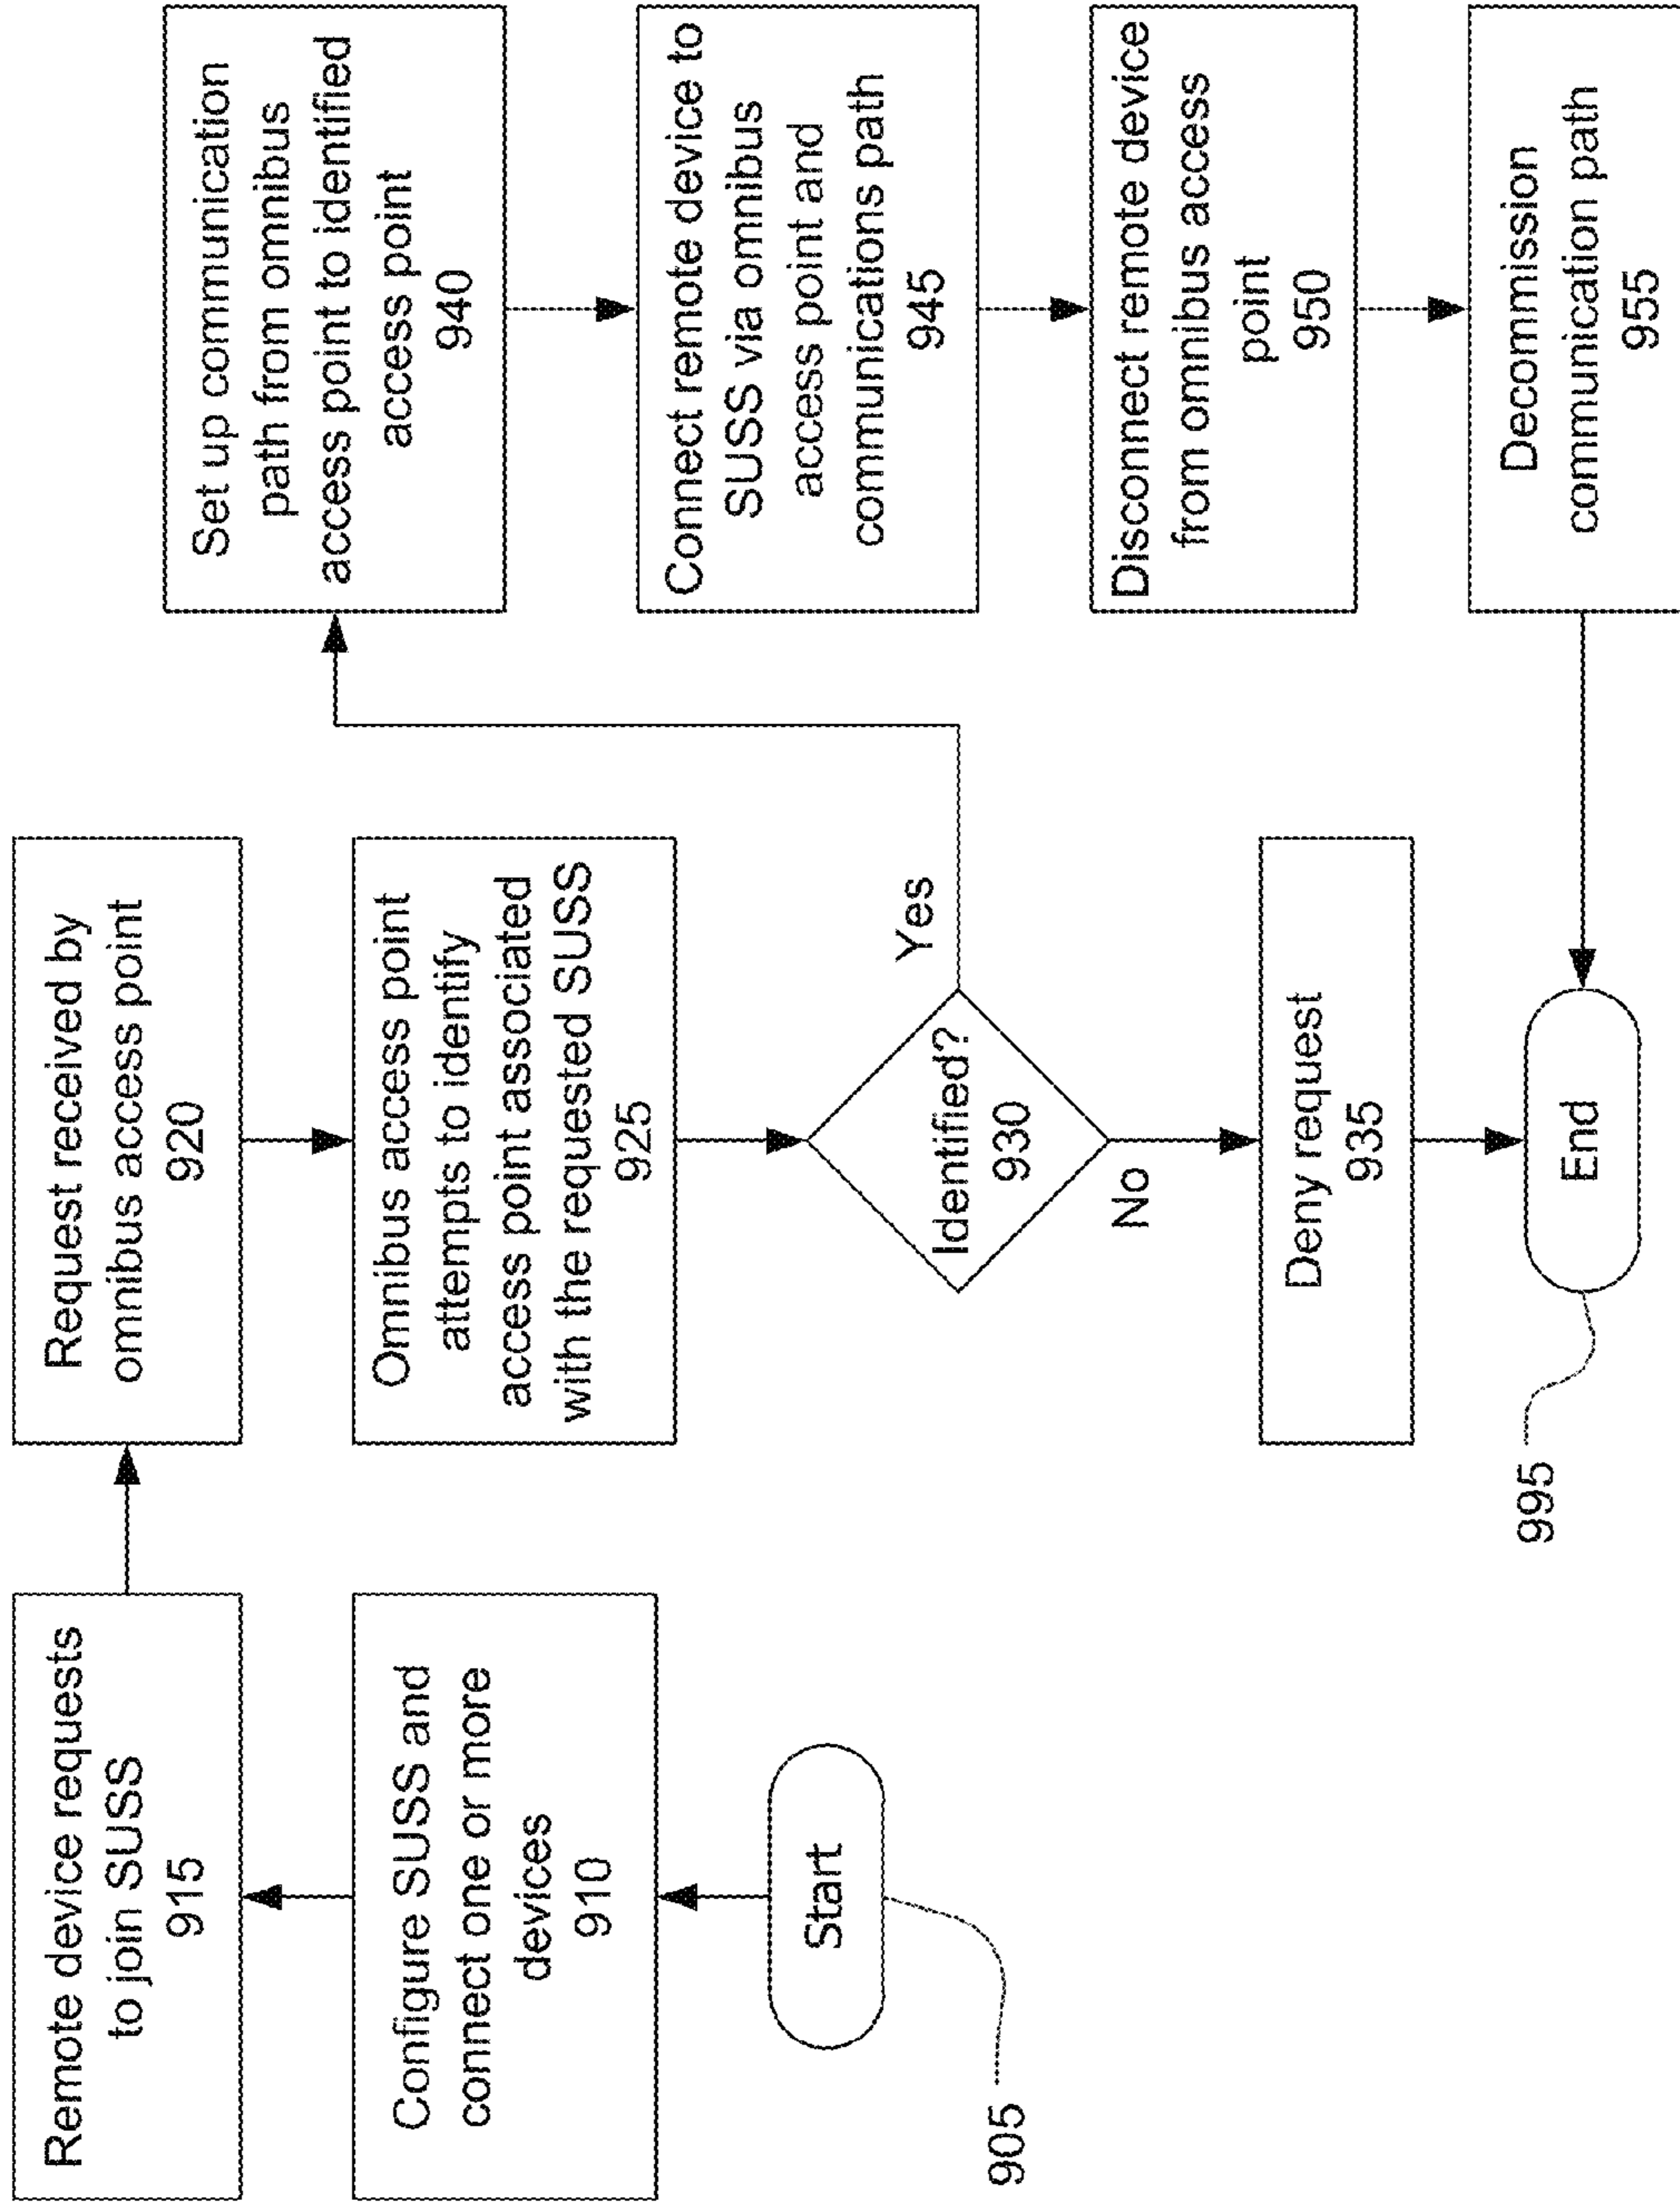 Start
905
Configure SUSS and
connect one or more
devices
910
Remote device requests
to join SUSS
915
Request received by
omnibus access point
920
Omnibus access point
attempts to identify
access point associated
with the requested SUSS
925
Identified?
930
Yes
No
Deny request
935
End
995
Set up communication
path from omnibus
access point to identified
access point
940
Connect remote device to
SUSS via omnibus
access point and
communications path
945
Disconnect remote device
from omnibus access
point
950
Decommission
communication path
955